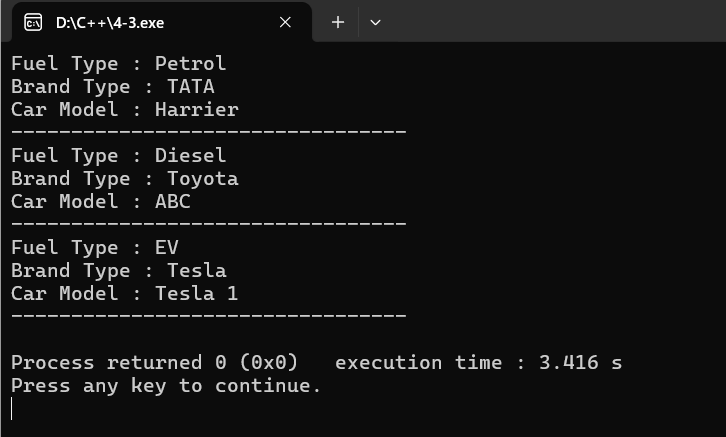 D:\C++\4-3.exe
Fuel Type : Petrol
Brand Type : TATA
Car Model : Harrier
---------------------------------
Fuel Type : Diesel
Brand Type : Toyota
Car Model : ABC
---------------------------------
Fuel Type : EV
Brand Type : Tesla
Car Model : Tesla 1
---------------------------------
Process returned 0 (0x0)   execution time : 3.416 s
Press any key to continue.